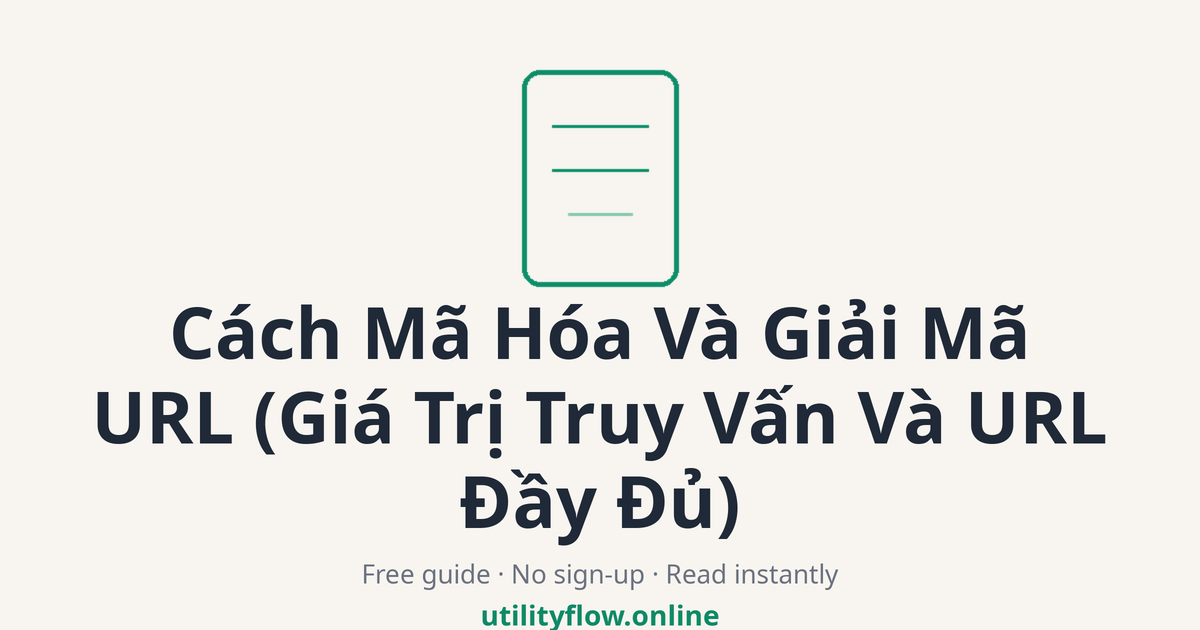 Cách Mã Hóa Và Giải Mã
URL (Giá Trị Truy Vấn Và URL
Đầy Đủ)
Free guide · No sign-up · Read instantly
utilityflow.online